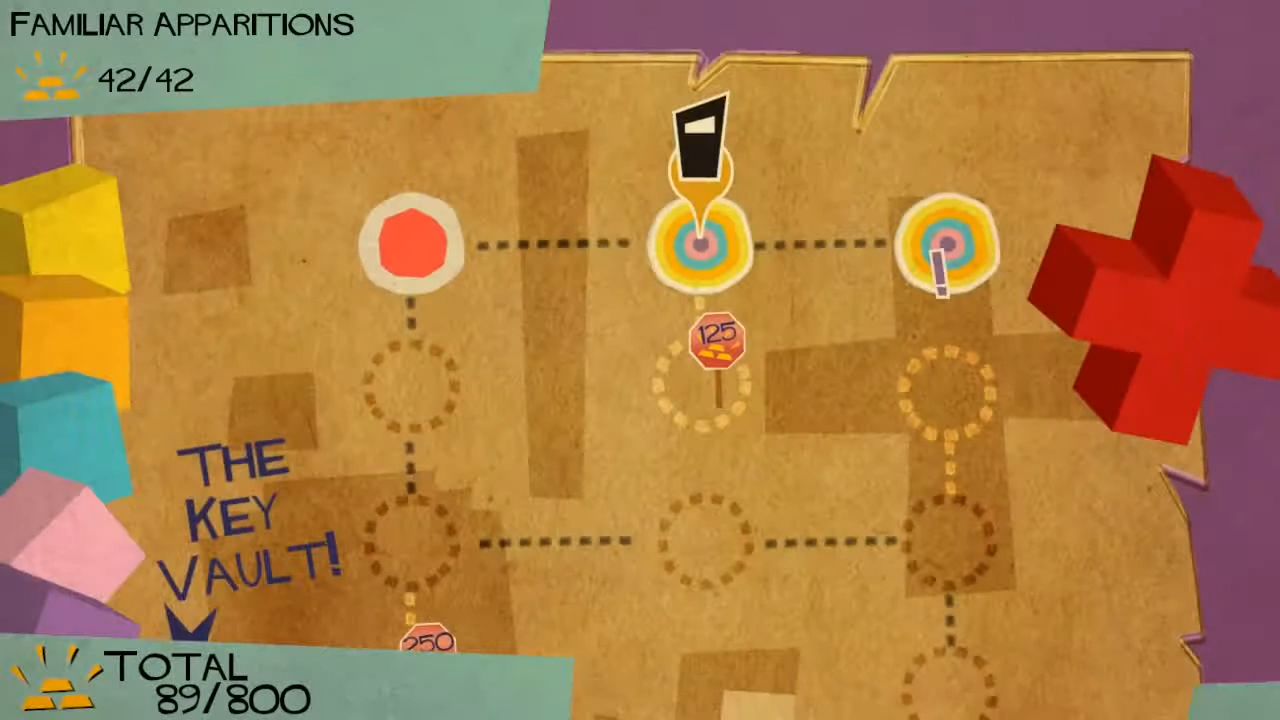 FAMILIAR APPARITIONS
42/42
125
THE
KEY
VAULT!
250
TOTAL
89/800